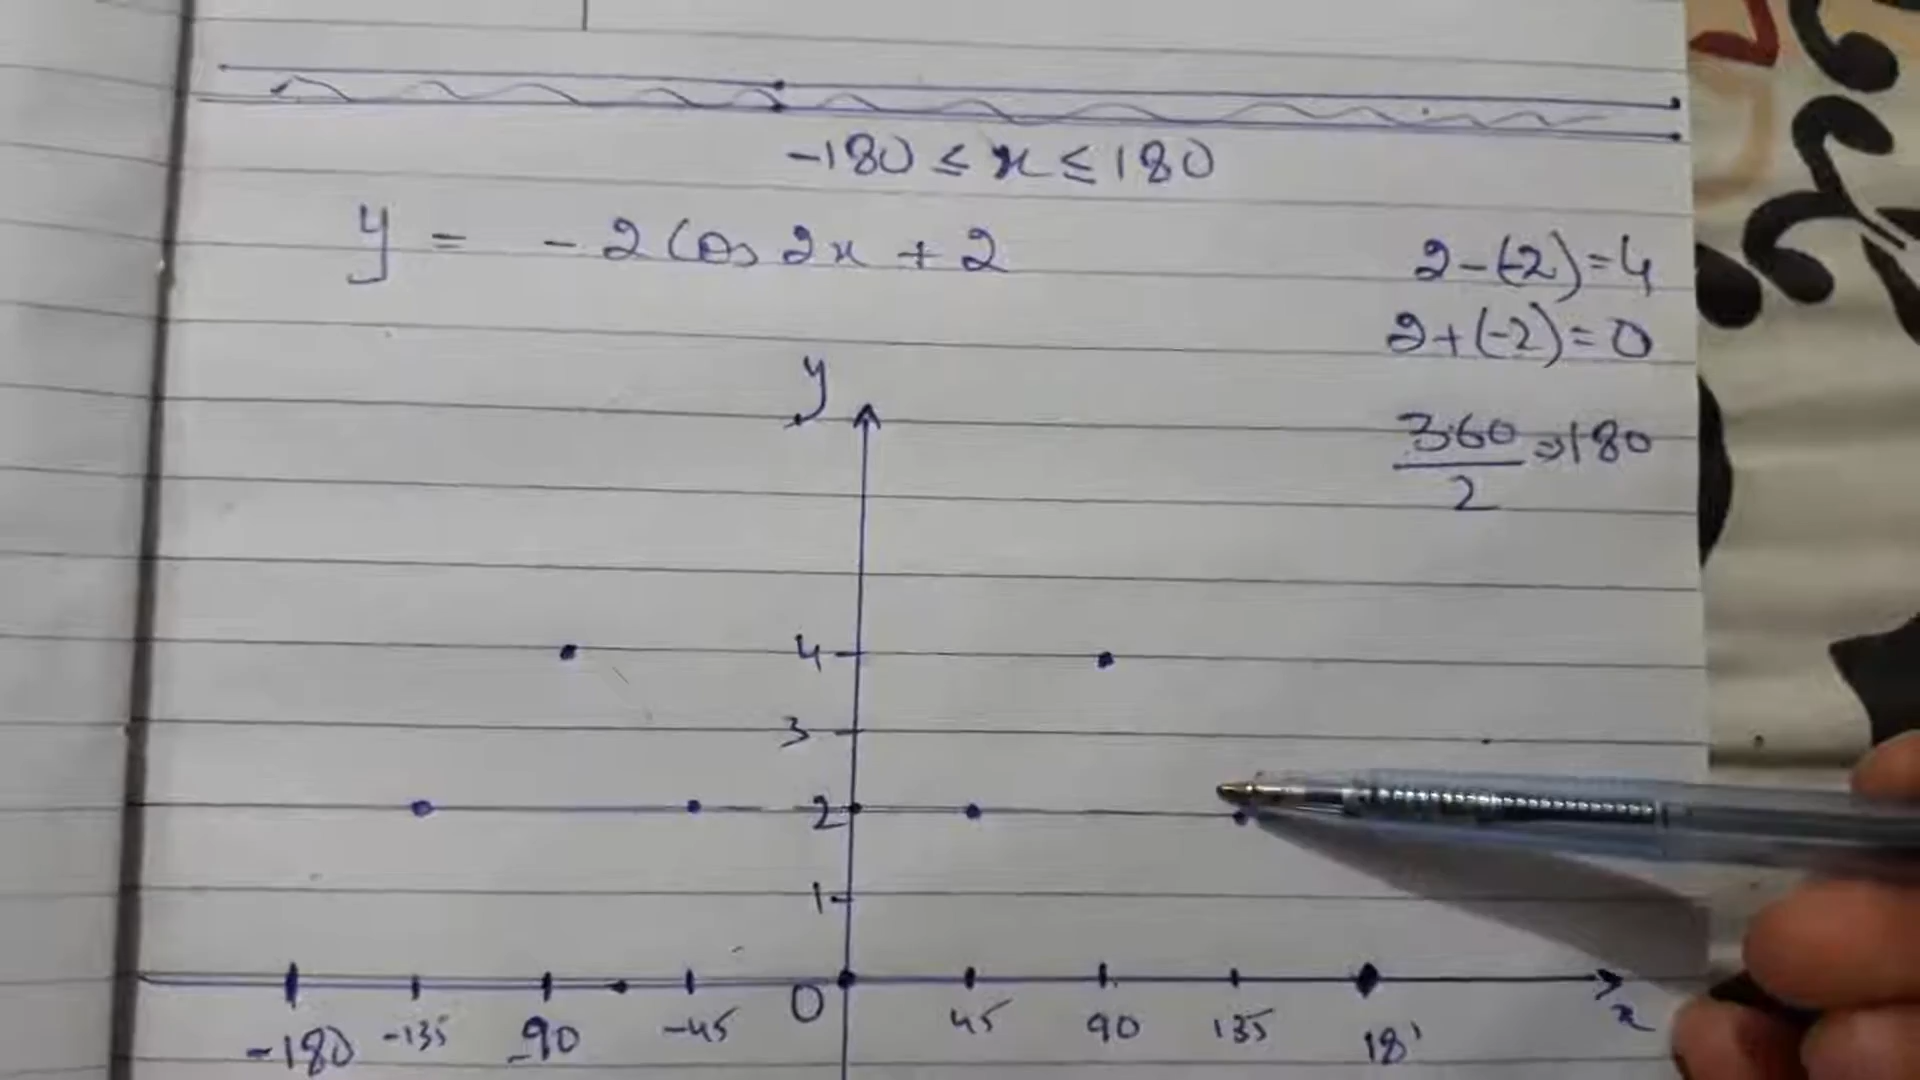 -180 ≤ x ≤ 180
y = -2 Cos 2x + 2
2-(-2)=4
2+(-2)=0
360/2 ⇒180
y
4
3
2
1
0
-180 -135 -90 -45 45 90 135 18
x